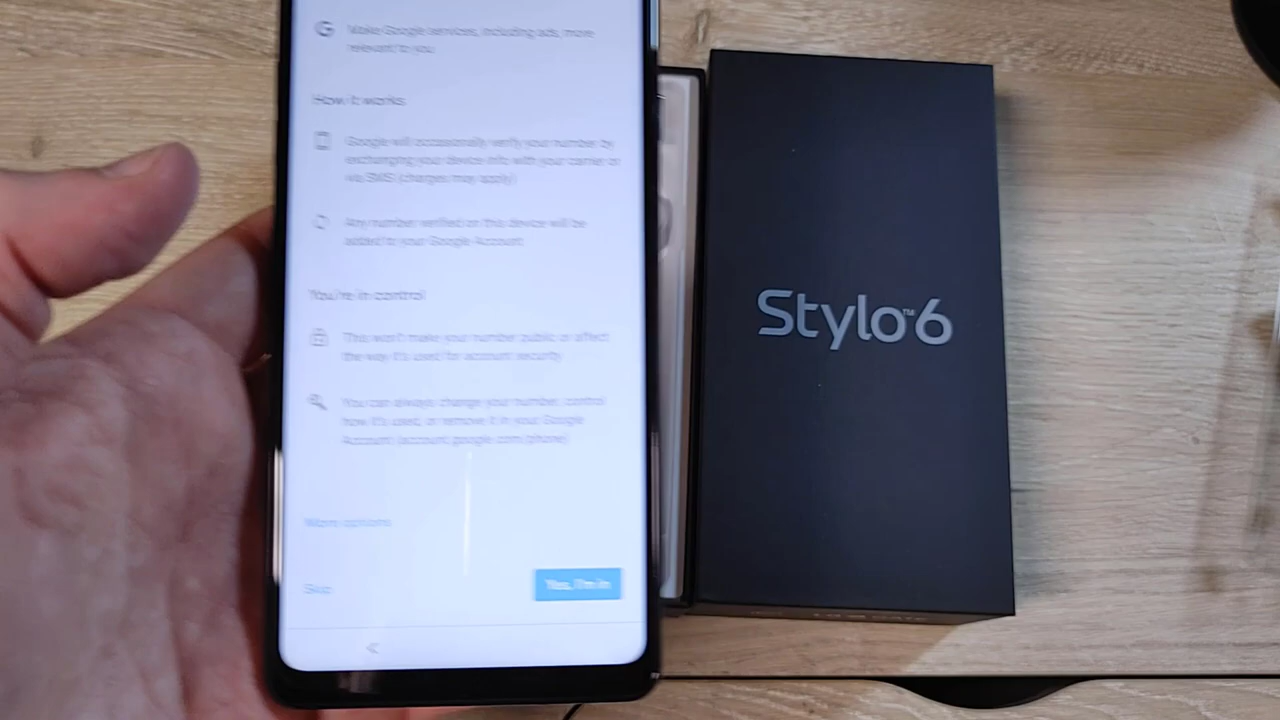 Make Google services, including ads, more
relevant to you
How it works
Google will occasionally verify your number by
exchanging your device info with your carrier or
via SMS (charges may apply)
Any number verified on this device will be
added to your Google Account
You're in control
This won't make your number public or affect
the way it's used for account security
You can always change your number, control
how it's used, or remove it in your Google
Account (account.google.com/phone)
More options
Skip
Yes, I'm in
Stylo™6